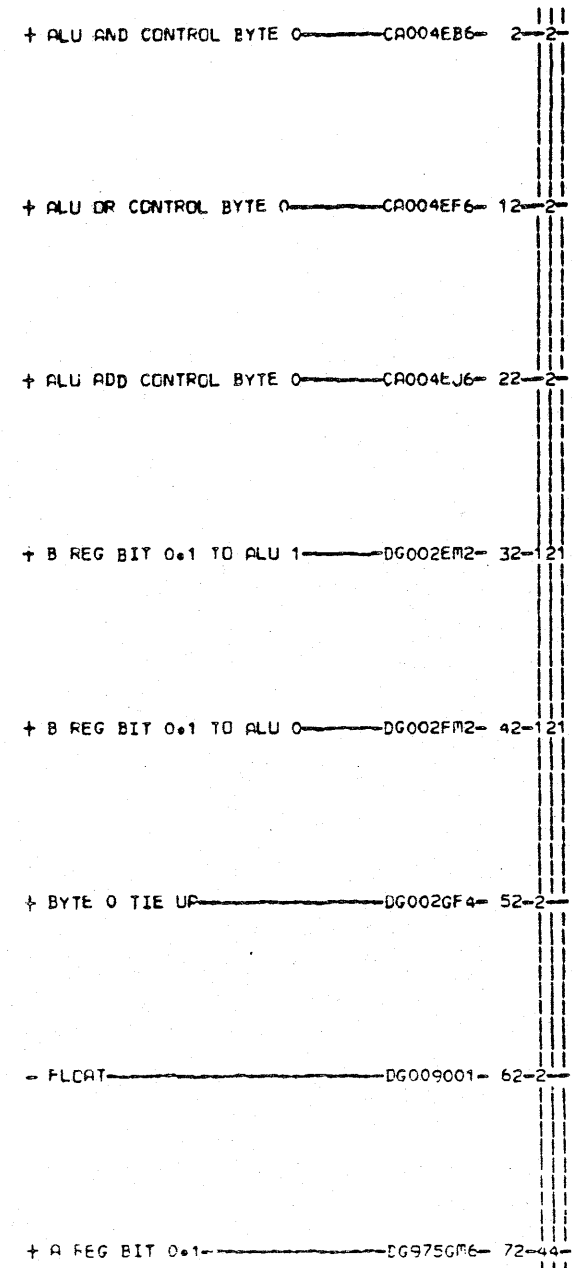 + ALU AND CONTROL BYTE 0 CA004EB6 2 2
+ ALU OR CONTROL BYTE 0 CA004EF6 12 2
+ ALU ADD CONTROL BYTE 0 CA004EJ6 22 2
+ B REG BIT 0.1 TO ALU 1 DG002EM2 32 121
+ B REG BIT 0.1 TO ALU 0 DG002FM2 42 121
+ BYTE 0 TIE UP DG002GF4 52 2
- FLOAT DG009001 62 2
+ A REG BIT 0.1 DG975GM6 72 44